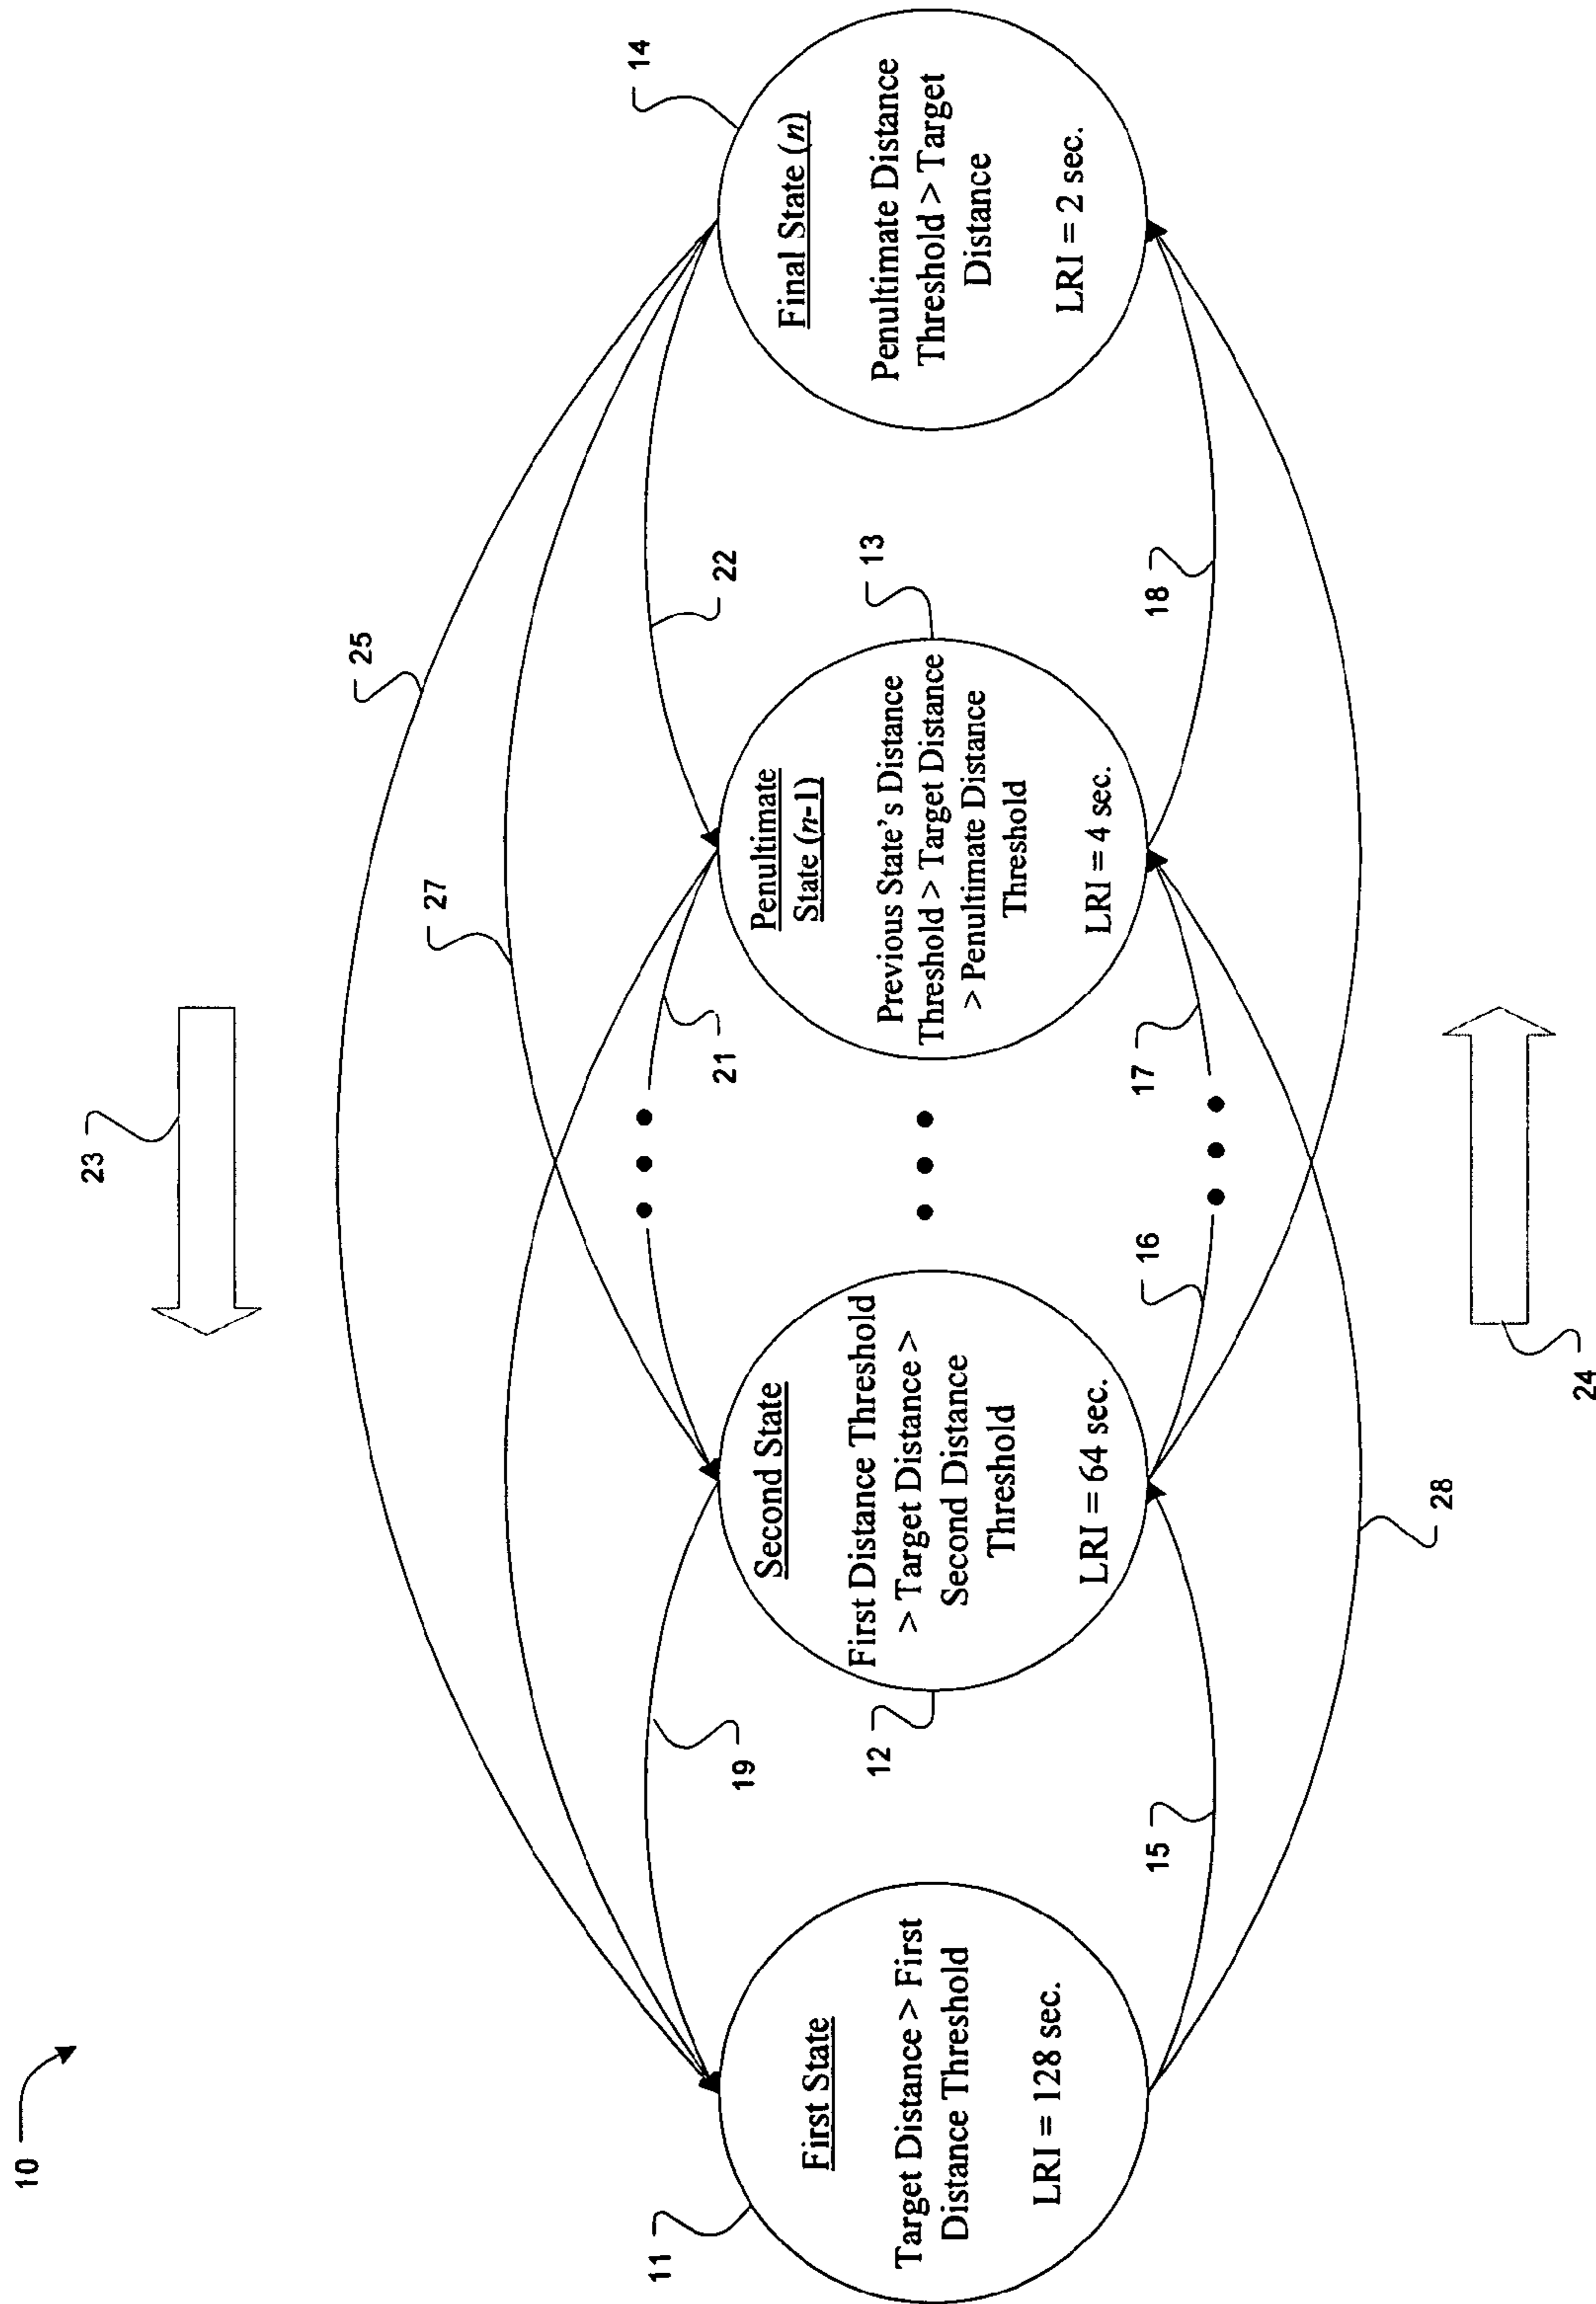 10
23
25
27
First State
Target Distance > First
Distance Threshold
LRI = 128 sec.
11
Second State
First Distance Threshold
> Target Distance >
Second Distance
Threshold
LRI = 64 sec.
12
Penultimate
State (n-1)
Previous State's Distance
Threshold > Target Distance
> Penultimate Distance
Threshold
LRI = 4 sec.
13
Final State (n)
Penultimate Distance
Threshold > Target
Distance
LRI = 2 sec.
14
19
21
22
15
16
17
18
28
24